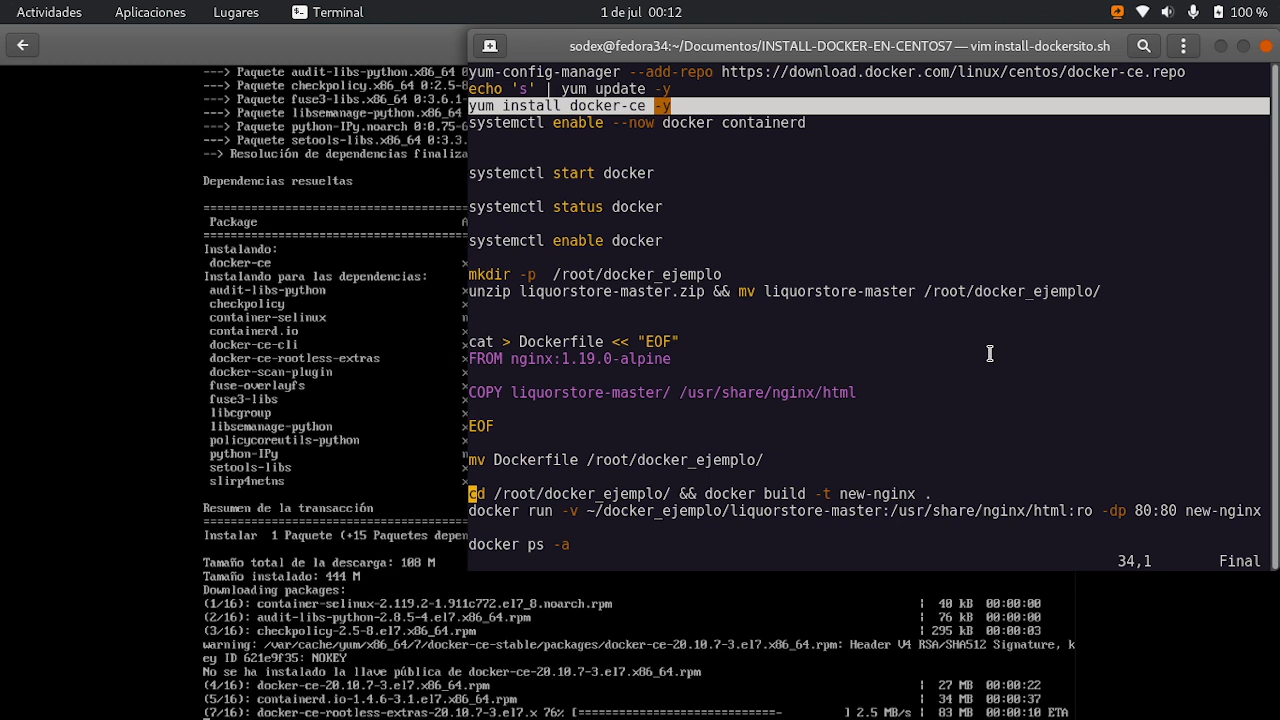 Actividades Aplicaciones Lugares Terminal 1 de jul 00:12 100 %
sodex@fedora34:~/Documentos/INSTALL-DOCKER-EN-CENTOS7 — vim install-dockersito.sh
yum-config-manager --add-repo https://download.docker.com/linux/centos/docker-ce.repo
echo 's' | yum update -y
yum install docker-ce -y
systemctl enable --now docker containerd
systemctl start docker
systemctl status docker
systemctl enable docker
mkdir -p  /root/docker_ejemplo
unzip liquorstore-master.zip && mv liquorstore-master /root/docker_ejemplo/
cat > Dockerfile << "EOF"
FROM nginx:1.19.0-alpine
COPY liquorstore-master/ /usr/share/nginx/html
EOF
mv Dockerfile /root/docker_ejemplo/
cd /root/docker_ejemplo/ && docker build -t new-nginx .
docker run -v ~/docker_ejemplo/liquorstore-master:/usr/share/nginx/html:ro -dp 80:80 new-nginx
docker ps -a
34,1 Final
---> Paquete audit-libs-python.x86_64 0
---> Paquete checkpolicy.x86_64 0:2.5-8
---> Paquete fuse3-libs.x86_64 0:3.6.1-
---> Paquete libsemanage-python.x86_64
---> Paquete python-IPy.noarch 0:0.75-6
---> Paquete setools-libs.x86_64 0:3.3.
--> Resolución de dependencias finaliza
Dependencias resueltas
========================================
Package A
========================================
Instalando:
docker-ce x
Instalando para las dependencias:
audit-libs-python x
checkpolicy x
container-selinux n
containerd.io x
docker-ce-cli x
docker-ce-rootless-extras x
docker-scan-plugin x
fuse-overlayfs x
fuse3-libs x
libcgroup x
libsemanage-python x
policycoreutils-python x
python-IPy n
setools-libs x
slirp4netns x
Resumen de la transacción
========================================
Instalar  1 Paquete (+15 Paquetes depen
Tamaño total de la descarga: 108 M
Tamaño instalado: 444 M
Downloading packages:
(1/16): container-selinux-2.119.2-1.911c772.el7_8.noarch.rpm | 40 kB 00:00:00
(2/16): audit-libs-python-2.8.5-4.el7.x86_64.rpm | 76 kB 00:00:00
(3/16): checkpolicy-2.5-8.el7.x86_64.rpm | 295 kB 00:00:03
warning: /var/cache/yum/x86_64/7/docker-ce-stable/packages/docker-ce-20.10.7-3.el7.x86_64.rpm: Header V4 RSA/SHA512 Signature, k
ey ID 621e9f35: NOKEY
No se ha instalado la llave pública de docker-ce-20.10.7-3.el7.x86_64.rpm
(4/16): docker-ce-20.10.7-3.el7.x86_64.rpm | 27 MB 00:00:22
(5/16): containerd.io-1.4.6-3.1.el7.x86_64.rpm | 34 MB 00:00:37
(7/16): docker-ce-rootless-extras-20.10.7-3.el7.x 76% [============================- ] 2.5 MB/s | 83 MB 00:00:10 ETA